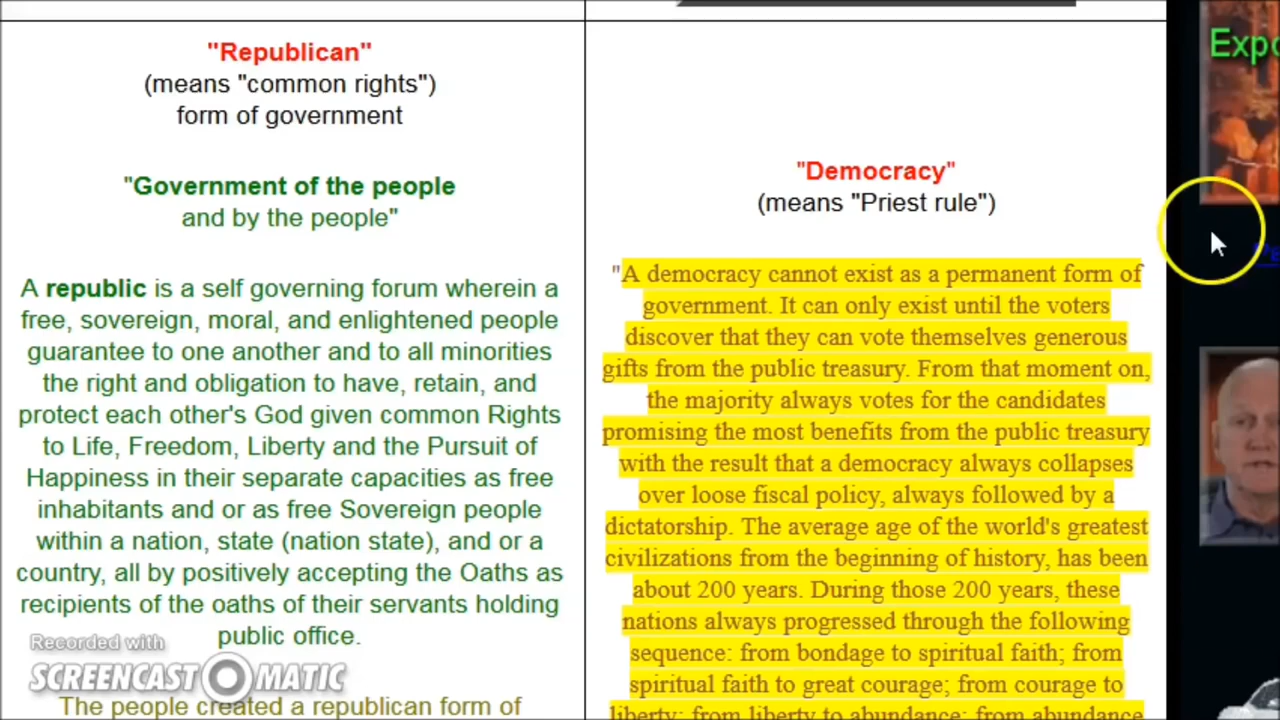 "Republican"
(means "common rights")
form of government
"Government of the people
and by the people"
A republic is a self governing forum wherein a
free, sovereign, moral, and enlightened people
guarantee to one another and to all minorities
the right and obligation to have, retain, and
protect each other's God given common Rights
to Life, Freedom, Liberty and the Pursuit of
Happiness in their separate capacities as free
inhabitants and or as free Sovereign people
within a nation, state (nation state), and or a
country, all by positively accepting the Oaths as
recipients of the oaths of their servants holding
public office.
The people created a republican form of
"Democracy"
(means "Priest rule")
"A democracy cannot exist as a permanent form of
government. It can only exist until the voters
discover that they can vote themselves generous
gifts from the public treasury. From that moment on,
the majority always votes for the candidates
promising the most benefits from the public treasury
with the result that a democracy always collapses
over loose fiscal policy, always followed by a
dictatorship. The average age of the world's greatest
civilizations from the beginning of history, has been
about 200 years. During those 200 years, these
nations always progressed through the following
sequence: from bondage to spiritual faith; from
spiritual faith to great courage; from courage to
liberty; from liberty to abundance; from abundance
Expo
Recorded with
SCREENCAST MATIC